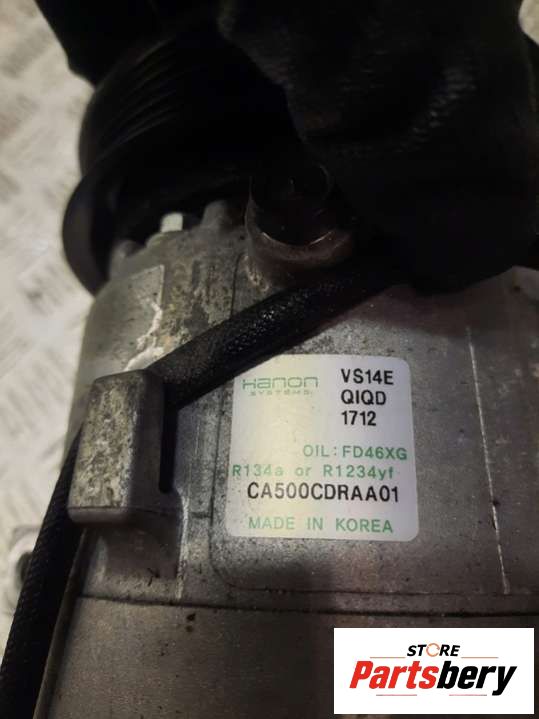 Hanon VS14E
SYSTEMS QIQD
1712
OIL: FD46XG
R134a or R1234yf
CA500CDRAA01
MADE IN KOREA
STORE
Partsbery